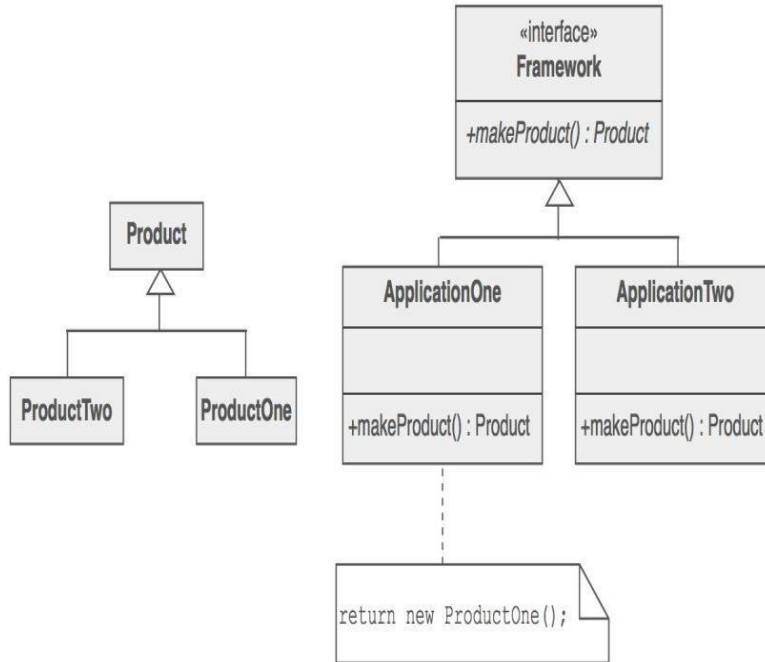 «interface»
Framework
+makeProduct() : Product
Product
ProductTwo
ProductOne
ApplicationOne
+makeProduct() : Product
ApplicationTwo
+makeProduct() : Product
return new ProductOne();